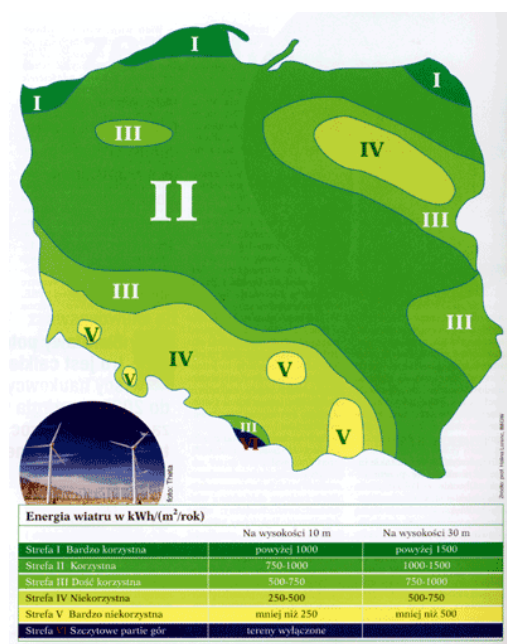 I
I
I
III
IV
II
III
III
III
V
IV
V
V
III
VI
V
foto: Theta
Energia wiatru w kWh/(m²/rok)
Na wysokości 10 m Na wysokości 30 m
Strefa I Bardzo korzystna powyżej 1000 powyżej 1500
Strefa II Korzystna 750-1000 1000-1500
Strefa III Dość korzystna 500-750 750-1000
Strefa IV Niekorzystna 250-500 500-750
Strefa V Bardzo niekorzystna mniej niż 250 mniej niż 500
Strefa VI Szczytowe partie gór tereny wyłączone